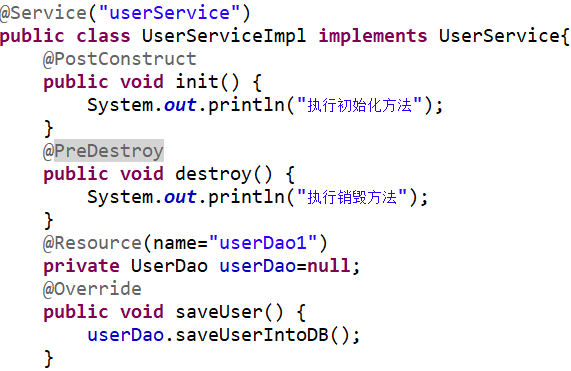 @Service("userService")
public class UserServiceImpl implements UserService{
    @PostConstruct
    public void init() {
        System.out.println("执行初始化方法");
    }
    @PreDestroy
    public void destroy() {
        System.out.println("执行销毁方法");
    }
    @Resource(name="userDao1")
    private UserDao userDao=null;
    @Override
    public void saveUser() {
        userDao.saveUserIntoDB();
    }